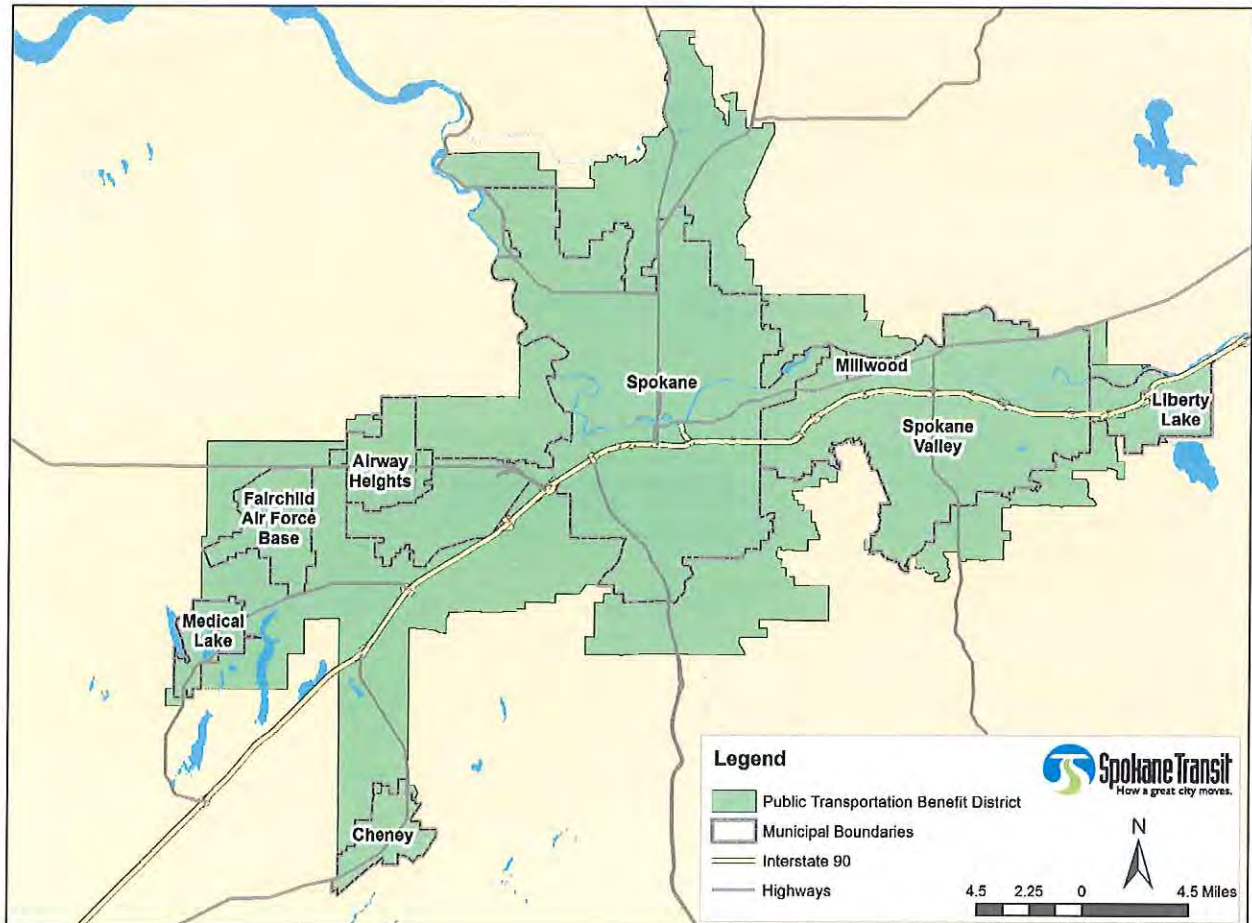 Spokane
Millwood
Liberty
Lake
Spokane
Valley
Airway
Heights
Fairchild
Air Force
Base
Medical
Lake
Cheney
Legend
Public Transportation Benefit District
Municipal Boundaries
Interstate 90
Highways
Spokane Transit
How a great city moves.
N
4.5 2.25 0 4.5 Miles